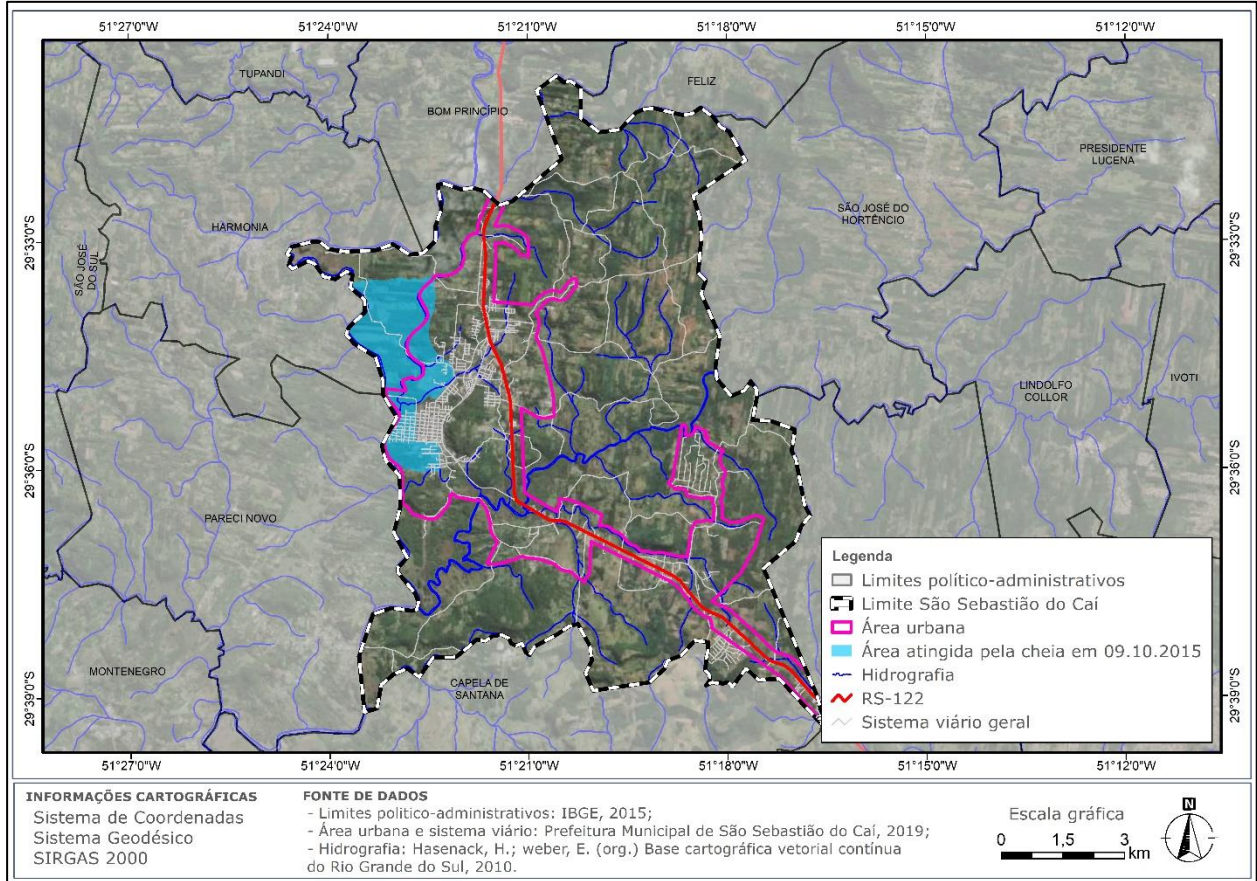 51°27'0"W
51°24'0"W
51°21'0"W
51°18'0"W
51°15'0"W
51°12'0"W
TUPANDI
FELIZ
BOM PRINCÍPIO
PRESIDENTE
LUCENA
SÃO JOSÉ DO
HORTÊNCIO
HARMONIA
SÃO JOSÉ
DO SUL
29°33'0"S
29°33'0"S
LINDOLFO
COLLOR
IVOTI
29°36'0"S
29°36'0"S
PARECI NOVO
MONTENEGRO
CAPELA DE
SANTANA
29°39'0"S
29°39'0"S
Legenda
Limites político-administrativos
Limite São Sebastião do Caí
Área urbana
Área atingida pela cheia em 09.10.2015
Hidrografia
RS-122
Sistema viário geral
51°27'0"W
51°24'0"W
51°21'0"W
51°18'0"W
51°15'0"W
51°12'0"W
INFORMAÇÕES CARTOGRÁFICAS
Sistema de Coordenadas
Sistema Geodésico
SIRGAS 2000
FONTE DE DADOS
- Limites politico-administrativos: IBGE, 2015;
- Área urbana e sistema viário: Prefeitura Municipal de São Sebastião do Caí, 2019;
- Hidrografia: Hasenack, H.; weber, E. (org.) Base cartográfica vetorial contínua
do Rio Grande do Sul, 2010.
Escala gráfica
0 1,5 3
km
N